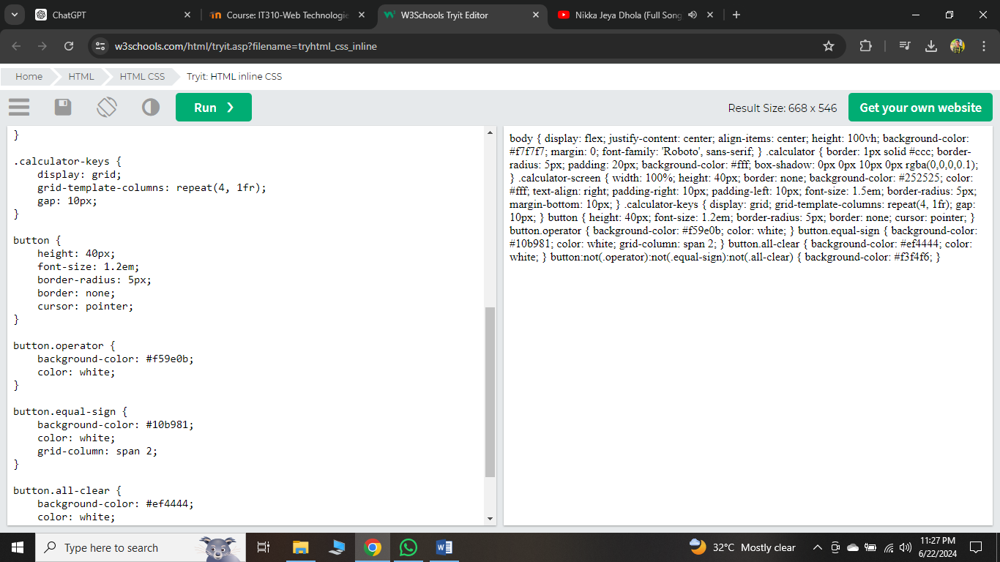 ChatGPT
Course: IT310-Web Technologie
W3Schools Tryit Editor
Nikka Jeya Dhola (Full Song
w3schools.com/html/tryit.asp?filename=tryhtml_css_inline
Home
HTML
HTML CSS
Tryit: HTML inline CSS
Run ❯
Result Size: 668 x 546
Get your own website
}
.calculator-keys {
    display: grid;
    grid-template-columns: repeat(4, 1fr);
    gap: 10px;
}
button {
    height: 40px;
    font-size: 1.2em;
    border-radius: 5px;
    border: none;
    cursor: pointer;
}
button.operator {
    background-color: #f59e0b;
    color: white;
}
button.equal-sign {
    background-color: #10b981;
    color: white;
    grid-column: span 2;
}
button.all-clear {
    background-color: #ef4444;
    color: white;
body { display: flex; justify-content: center; align-items: center; height: 100vh; background-color:
#f7f7f7; margin: 0; font-family: 'Roboto', sans-serif; } .calculator { border: 1px solid #ccc; border-
radius: 5px; padding: 20px; background-color: #fff; box-shadow: 0px 0px 10px 0px rgba(0,0,0,0.1);
} .calculator-screen { width: 100%; height: 40px; border: none; background-color: #252525; color:
#fff; text-align: right; padding-right: 10px; padding-left: 10px; font-size: 1.5em; border-radius: 5px;
margin-bottom: 10px; } .calculator-keys { display: grid; grid-template-columns: repeat(4, 1fr); gap:
10px; } button { height: 40px; font-size: 1.2em; border-radius: 5px; border: none; cursor: pointer; }
button.operator { background-color: #f59e0b; color: white; } button.equal-sign { background-color:
#10b981; color: white; grid-column: span 2; } button.all-clear { background-color: #ef4444; color:
white; } button:not(.operator):not(.equal-sign):not(.all-clear) { background-color: #f3f4f6; }
Type here to search
32°C Mostly clear
11:27 PM
6/22/2024